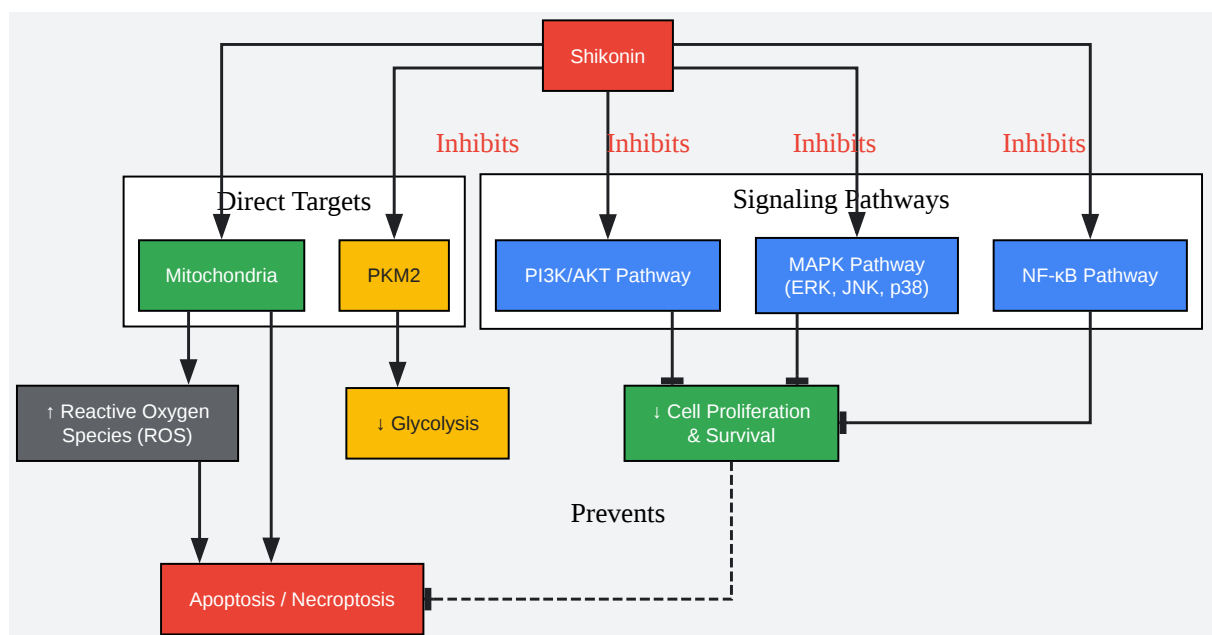 Shikonin
Inhibits
Inhibits
Inhibits
Inhibits
Direct Targets
Signaling Pathways
Mitochondria
PKM2
PI3K/AKT Pathway
MAPK Pathway
(ERK, JNK, p38)
NF-κB Pathway
↑ Reactive Oxygen
Species (ROS)
↓ Glycolysis
↓ Cell Proliferation
& Survival
Prevents
Apoptosis / Necroptosis